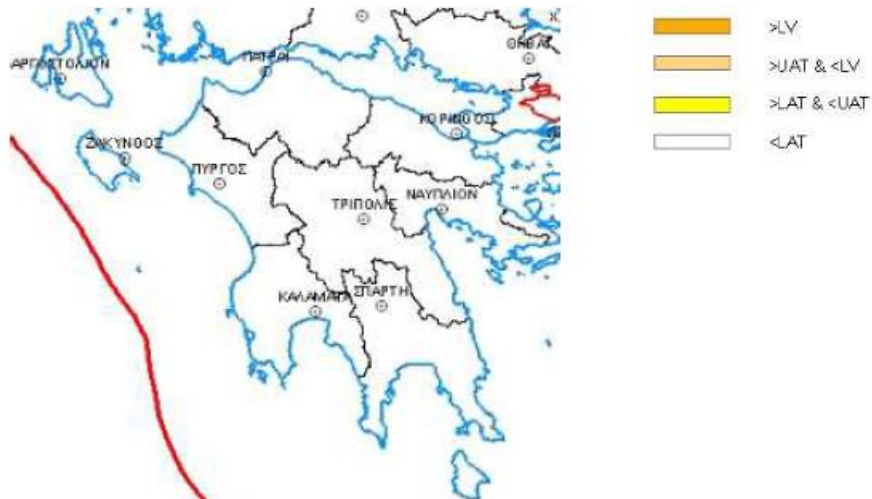 ΘΗΒΑΙ
ΠΑΤΡΑΙ
ΑΡΓΟΣΤΟΛΙΟΝ
ΚΟΡΙΝΘΟΣ
ΖΑΚΥΝΘΟΣ
ΠΥΡΓΟΣ
ΝΑΥΠΛΙΟΝ
ΤΡΙΠΟΛΙΣ
ΚΑΛΑΜΑΤΑ
ΣΠΑΡΤΗ
>LV
>UAT & <LV
>LAT & <UAT
<LAT